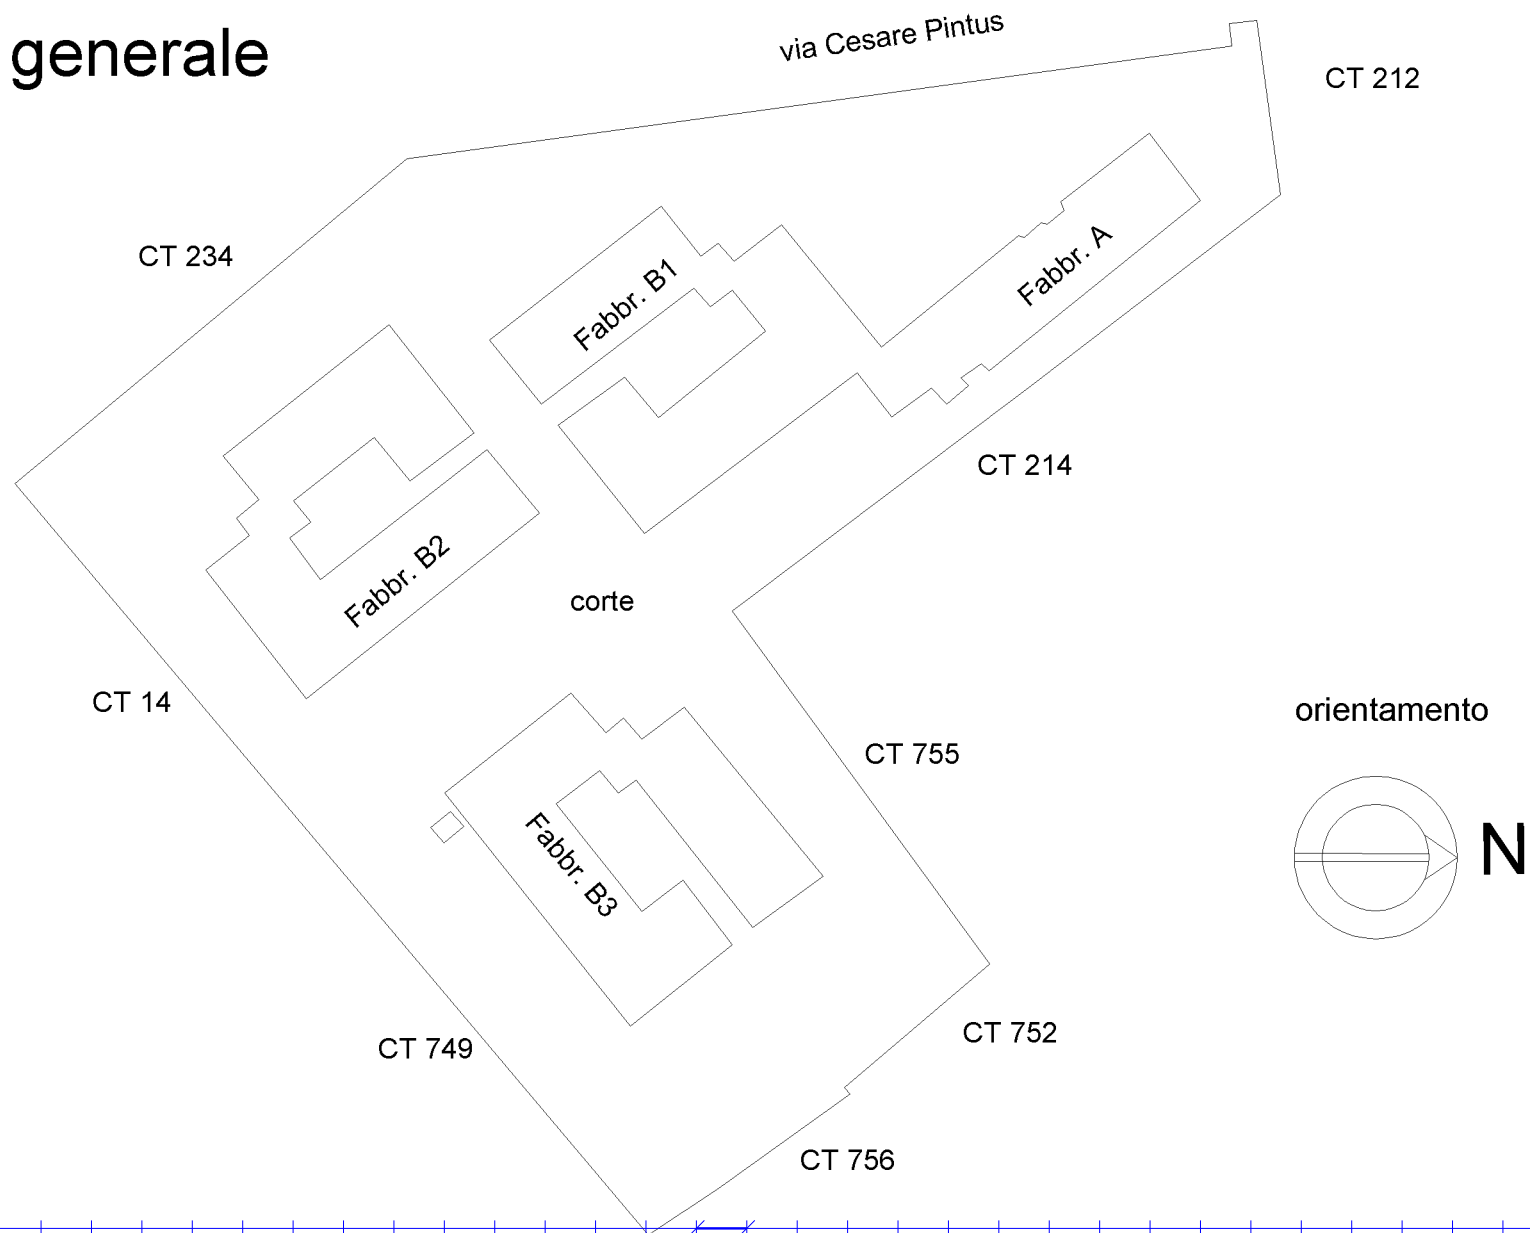 generale
via Cesare Pintus
CT 212
CT 234
Fabbr. A
Fabbr. B1
CT 214
Fabbr. B2
corte
CT 14
orientamento
CT 755
N
Fabbr. B3
CT 749
CT 752
CT 756